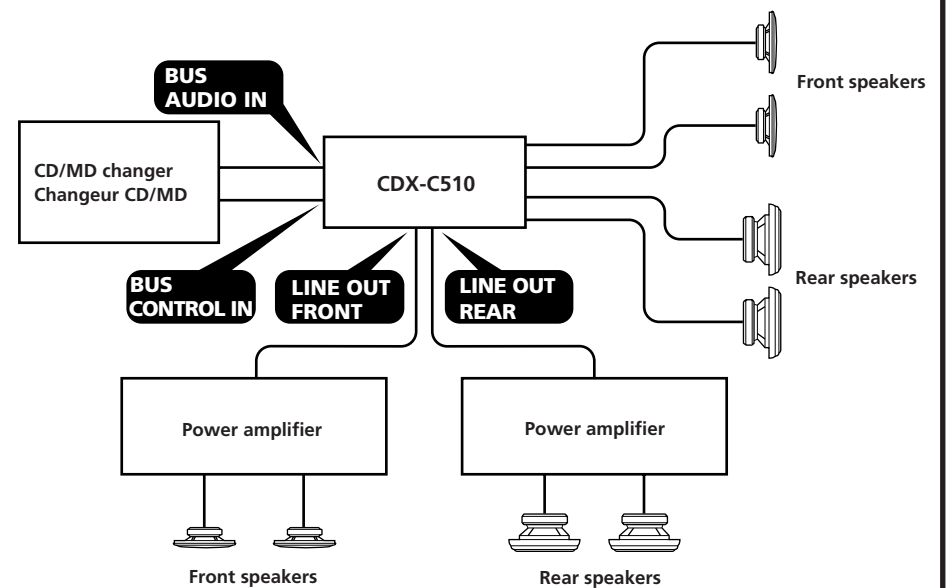 BUS
AUDIO IN
Front speakers
CD/MD changer
Changeur CD/MD
CDX-C510
BUS
CONTROL IN
LINE OUT
FRONT
LINE OUT
REAR
Rear speakers
Power amplifier
Power amplifier
Front speakers
Rear speakers